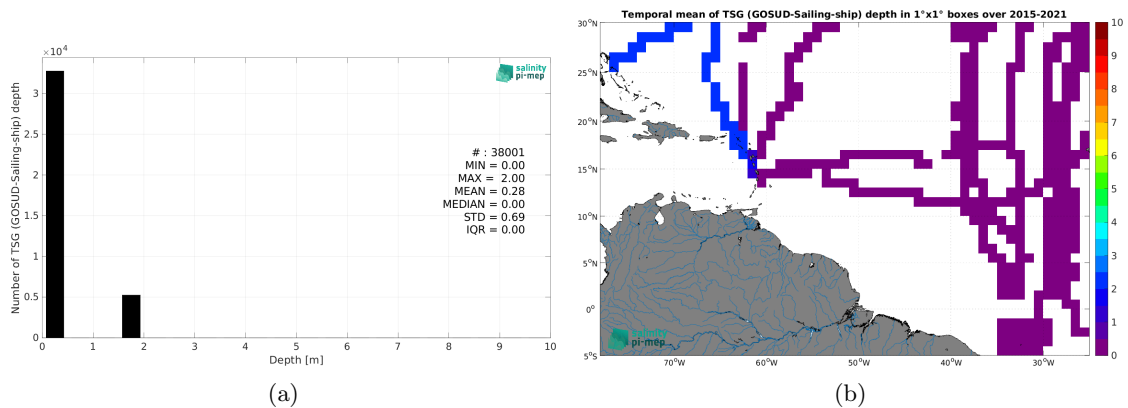 ×10⁴
salinity
pi-mep
Number of TSG (GOSUD-Sailing-ship) depth
3.5
3
2.5
2
1.5
1
0.5
0
# : 38001
MIN = 0.00
MAX = 2.00
MEAN = 0.28
MEDIAN = 0.00
STD = 0.69
IQR = 0.00
0 1 2 3 4 5 6 7 8 9 10
Depth [m]
(a)
Temporal mean of TSG (GOSUD-Sailing-ship) depth in 1°x1° boxes over 2015-2021
30°N
25°N
20°N
15°N
10°N
5°N
0°
5°S
70°W 60°W 50°W 40°W 30°W
salinity
pi-mep
10
9
8
7
6
5
4
3
2
1
0
(b)